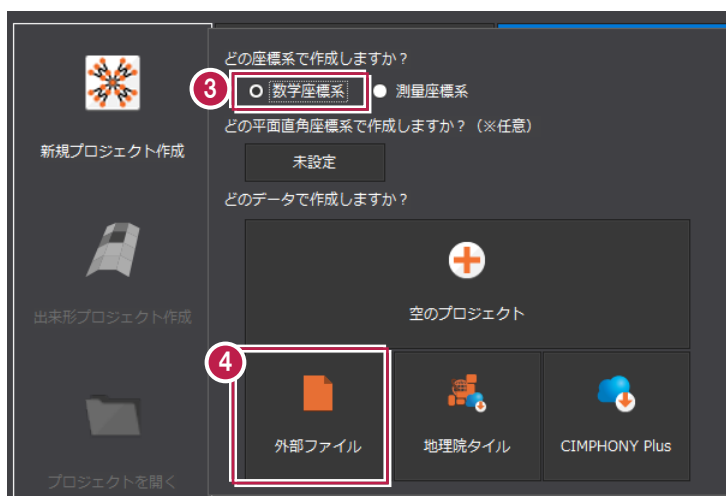 どの座標系で作成しますか？
3
数学座標系
測量座標系
どの平面直角座標系で作成しますか？（※任意）
未設定
どのデータで作成しますか？
空のプロジェクト
4
外部ファイル
地理院タイル
CIMPHONY Plus
新規プロジェクト作成
出来形プロジェクト作成
プロジェクトを開く